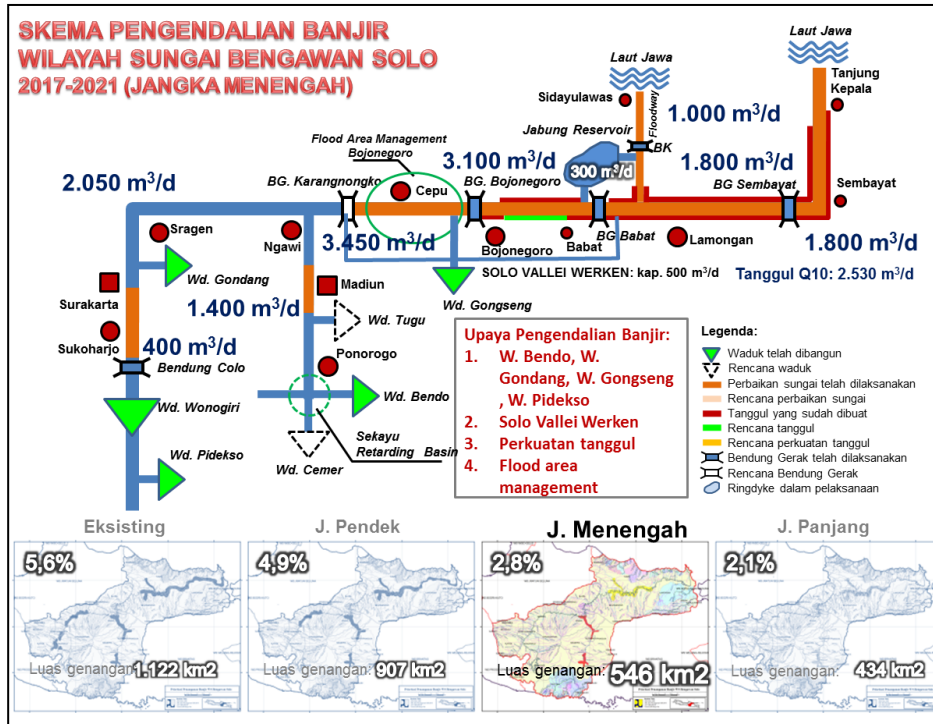 SKEMA PENGENDALIAN BANJIR
WILAYAH SUNGAI BENGAWAN SOLO
2017-2021 (JANGKA MENENGAH)
Laut Jawa
Laut Jawa
Tanjung
Kepala
Sidayulawas
Floodway
1.000 m³/d
Jabung Reservoir
BK
Flood Area Management
Bojonegoro
3.100 m³/d
300 m³/d
1.800 m³/d
2.050 m³/d
BG. Karangnongko
Cepu
BG. Bojonegoro
BG Sembayat
Sembayat
Sragen
Ngawi
3.450 m³/d
Bojonegoro
Babat
BG Babat
Lamongan
1.800 m³/d
Wd. Gondang
SOLO VALLEI WERKEN: kap. 500 m³/d
Tanggul Q10: 2.530 m³/d
Surakarta
Madiun
Wd. Gongseng
1.400 m³/d
Wd. Tugu
Sukoharjo
400 m³/d
Bendung Colo
Ponorogo
Wd. Wonogiri
Wd. Bendo
Sekayu
Retarding Basin
Wd. Pidekso
Wd. Cemer
Upaya Pengendalian Banjir:
1. W. Bendo, W.
Gondang, W. Gongseng
, W. Pidekso
2. Solo Vallei Werken
3. Perkuatan tanggul
4. Flood area
management
Legenda:
Waduk telah dibangun
Rencana waduk
Perbaikan sungai telah dilaksanakan
Rencana perbaikan sungai
Tanggul yang sudah dibuat
Rencana tanggul
Rencana perkuatan tanggul
Bendung Gerak telah dilaksanakan
Rencana Bendung Gerak
Ringdyke dalam pelaksanaan
Eksisting
5,6%
Luas genangan: 1.122 km2
J. Pendek
4,9%
Luas genangan: 907 km2
J. Menengah
2,8%
Luas genangan: 546 km2
J. Panjang
2,1%
Luas genangan: 434 km2